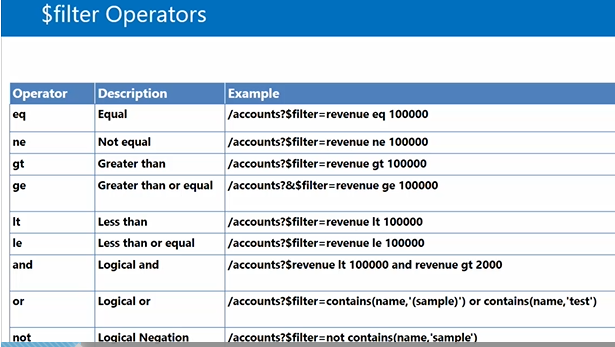 $filter Operators
Operator Description Example
eq Equal /accounts?$filter=revenue eq 100000
ne Not equal /accounts?$filter=revenue ne 100000
gt Greater than /accounts?$filter=revenue gt 100000
ge Greater than or equal /accounts?&$filter=revenue ge 100000
lt Less than /accounts?$filter=revenue lt 100000
le Less than or equal /accounts?$filter=revenue le 100000
and Logical and /accounts?$revenue lt 100000 and revenue gt 2000
or Logical or /accounts?$filter=contains(name,'(sample)') or contains(name,'test')
not Logical Negation /accounts?$filter=not contains(name,'sample')